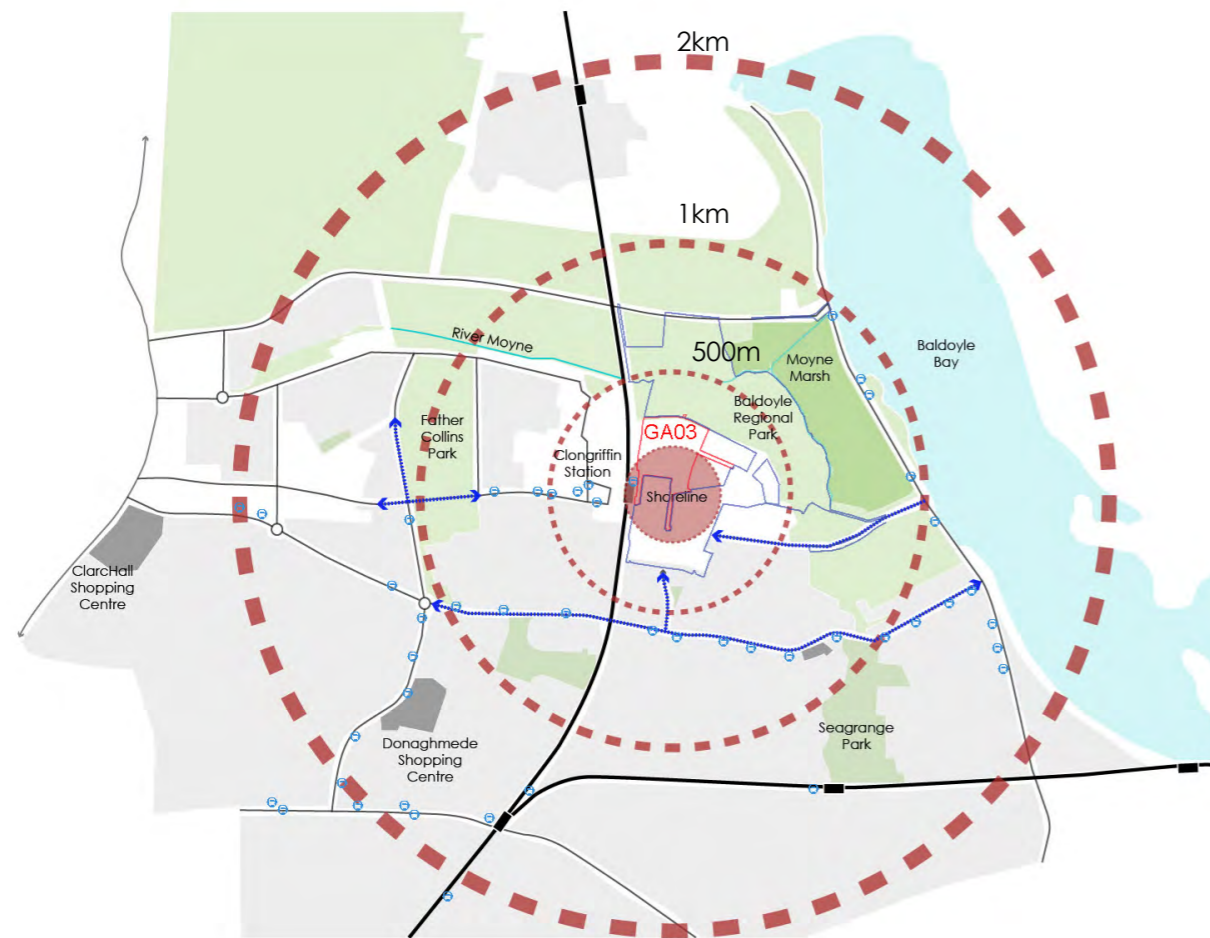 2km
1km
River Moyne
500m
Moyne
Marsh
Baldoyle
Bay
Baldoyle
Regional
Park
Father
Collins
Park
GA03
Clongriffin
Station
Shoreline
ClarcHall
Shopping
Centre
Donaghmede
Shopping
Centre
Seagrange
Park